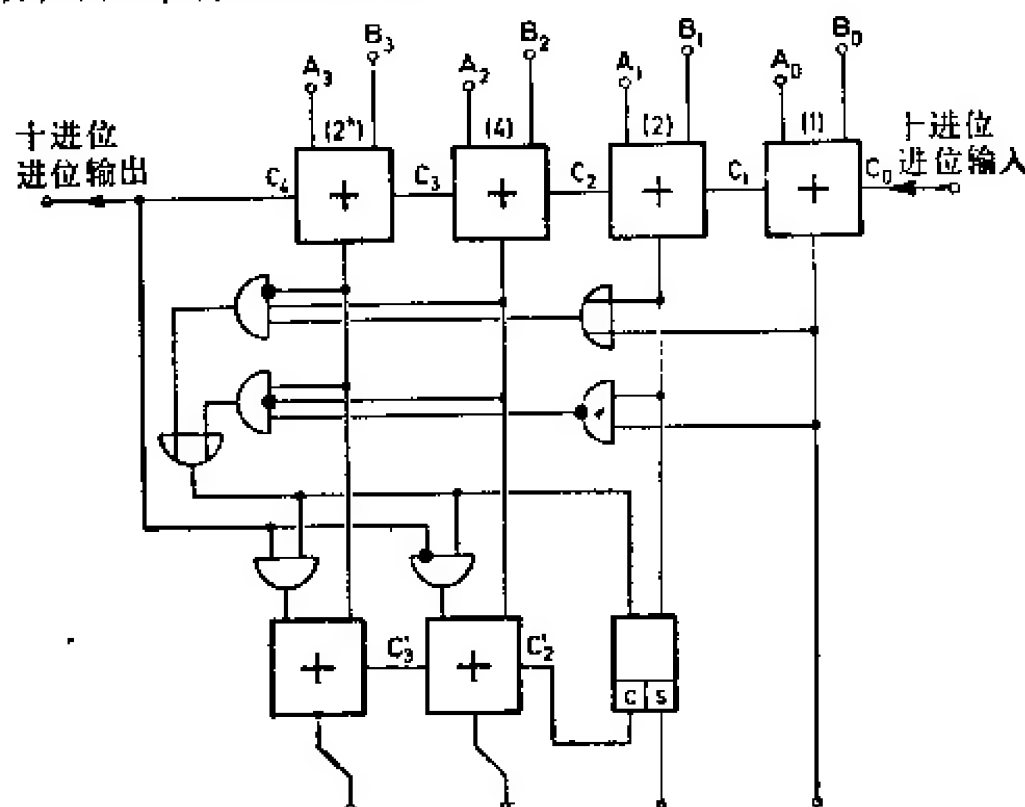 A₃
B₃
A₂
B₂
A₁
B₁
A₀
B₀
(2*)
(4)
(2)
(1)
十进位
进位输出
C₄
C₃
C₂
C₁
C₀
十进位
进位输入
+
+
+
+
+
C'₃
+
C'₂
C
S